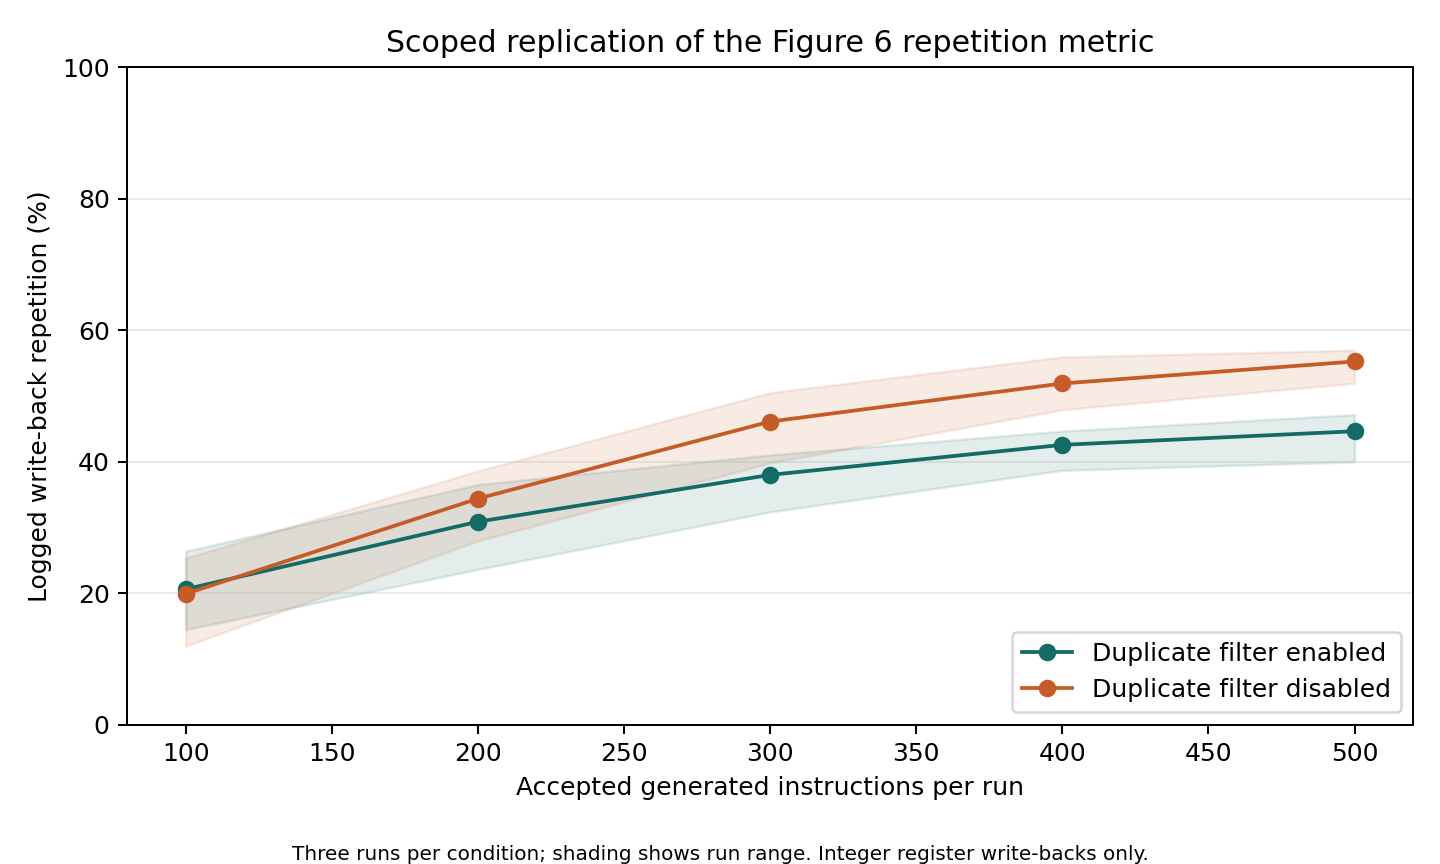 Scoped replication of the Figure 6 repetition metric
100
80
60
40
20
0
Logged write-back repetition (%)
Duplicate filter enabled
Duplicate filter disabled
100 150 200 250 300 350 400 450 500
Accepted generated instructions per run
Three runs per condition; shading shows run range. Integer register write-backs only.